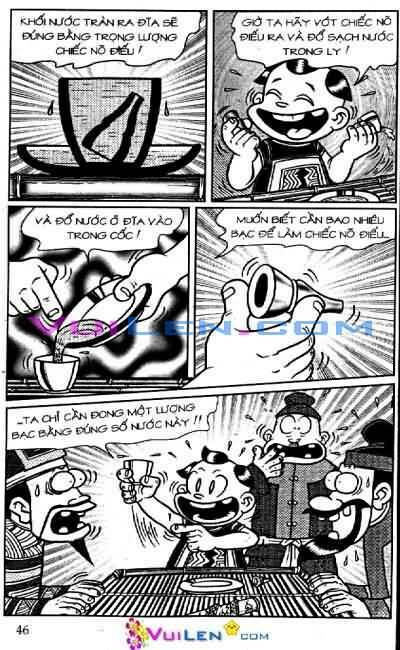 KHỐI NƯỚC TRÀN RA ĐĨA SẼ
ĐÚNG BẰNG TRỌNG LƯỢNG
CHIẾC NÕ ĐIẾU !
GIỜ TA HÃY VỚT CHIẾC NÕ
ĐIẾU RA VÀ ĐỔ SẠCH NƯỚC
TRONG LY !
VÀ ĐỔ NƯỚC Ở ĐĨA VÀO
TRONG CỐC !
MUỐN BIẾT CẦN BAO NHIÊU
BẠC ĐỂ LÀM CHIẾC NÕ ĐIẾU...
VUILEN.COM
...TA CHỈ CẦN ĐONG MỘT LƯỢNG
BẠC BẰNG ĐÚNG SỐ NƯỚC NÀY !!
46
VUILEN.COM